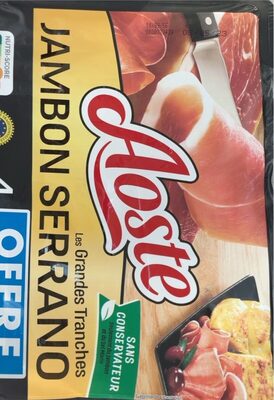 Aoste
JAMBON SERRANO
Les Grandes Tranches
SANS
CONSERVATEUR
NUTRI-SCORE
OFFRE